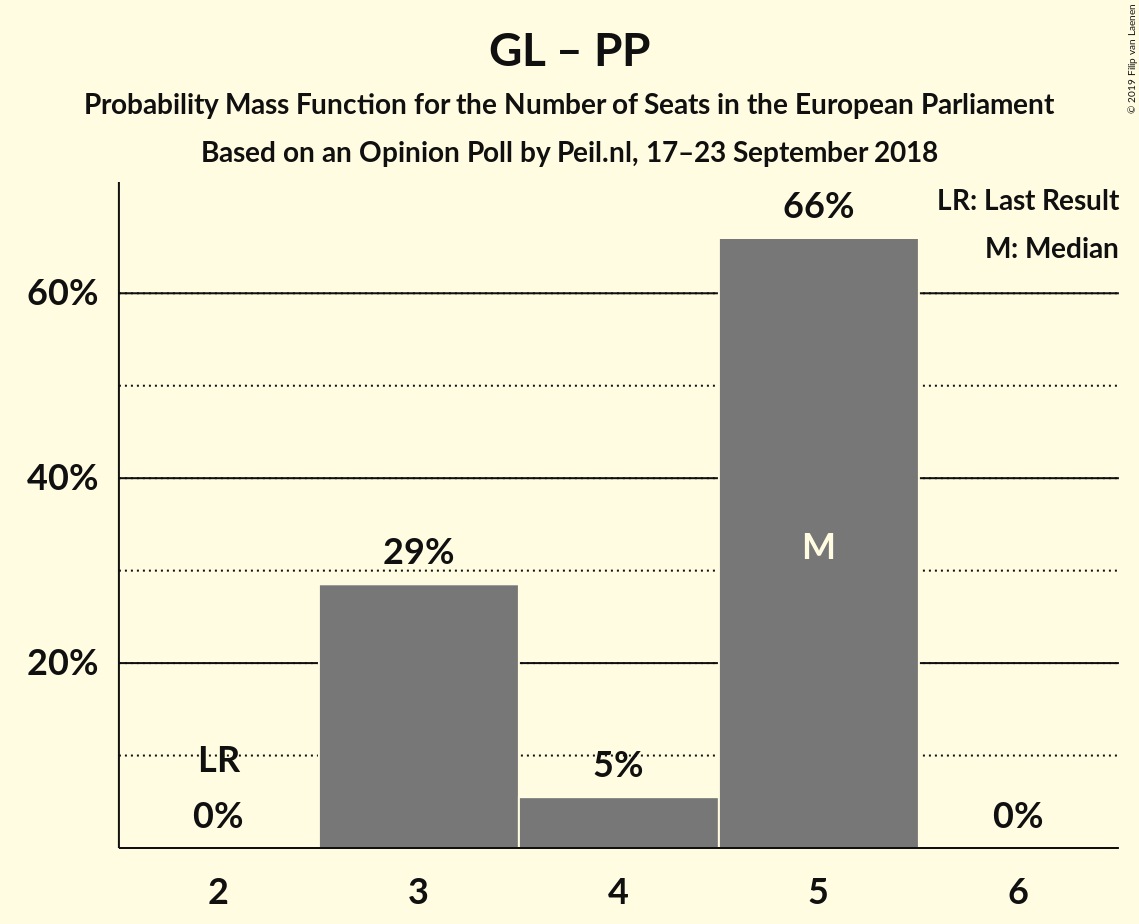 GL – PP
Probability Mass Function for the Number of Seats in the European Parliament
Based on an Opinion Poll by Peil.nl, 17–23 September 2018
© 2019 Filip van Laenen
LR: Last Result
M: Median
66%
60%
40%
M
29%
20%
LR
5%
0%
0%
2 3 4 5 6